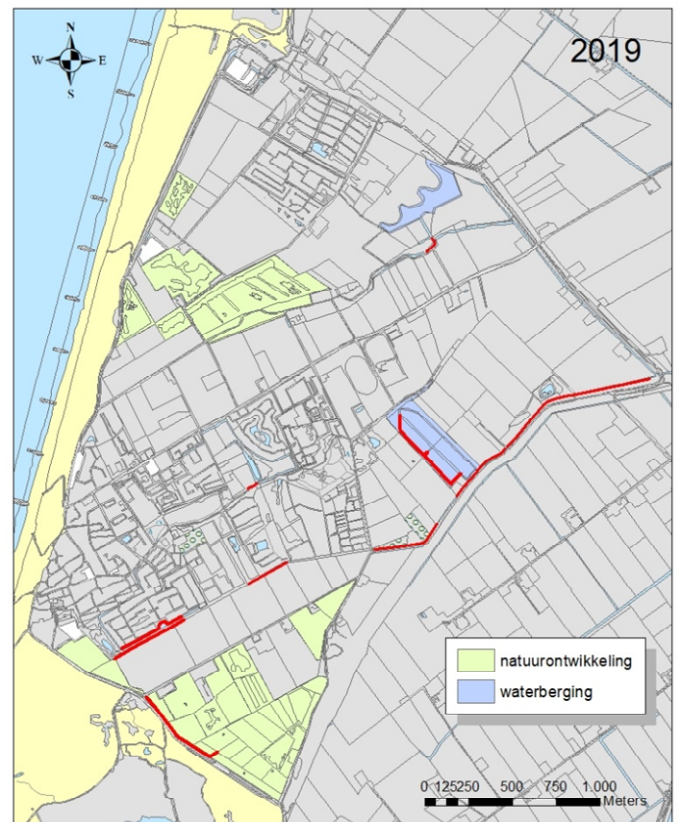 2019
N
W E
S
natuurontwikkeling
waterberging
0 125250 500 750 1.000
Meters